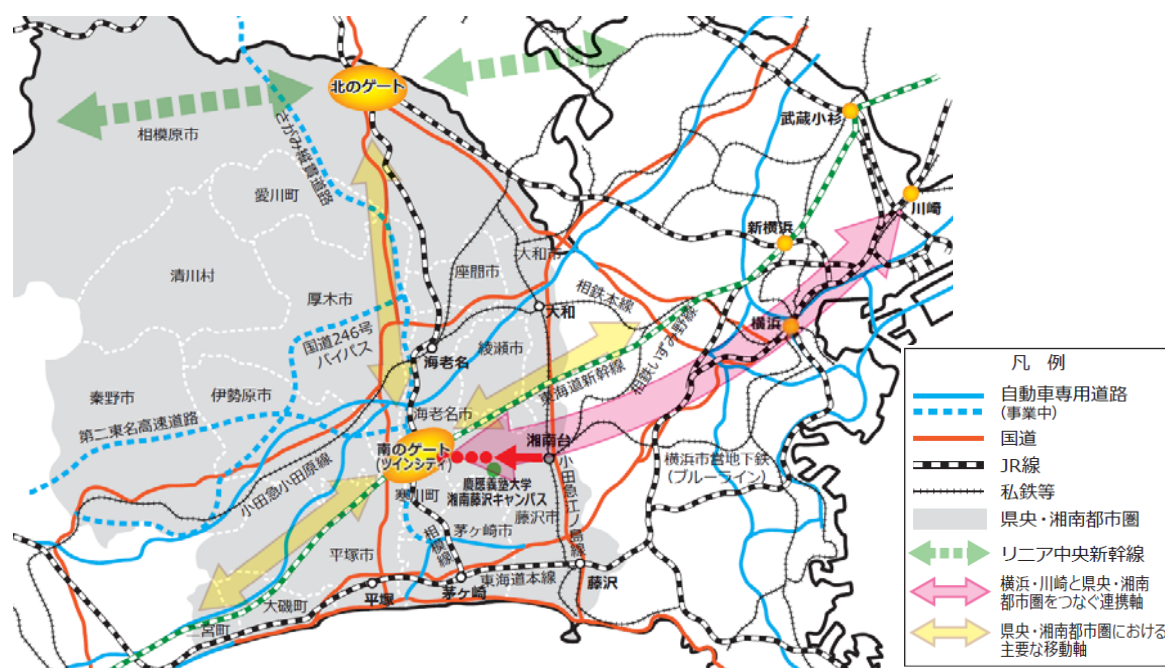 北のゲート
相模原市
さがみ縦貫道路
愛川町
清川村
厚木市
座間市
大和市
大和
相鉄本線
武蔵小杉
川崎
新横浜
横浜
国道246号
バイパス
海老名
綾瀬市
相鉄いずみ野線
東海道新幹線
秦野市
伊勢原市
第二東名高速道路
小田急小田原線
海老名市
南のゲート
(ツインシティ)
湘南台
慶應義塾大学
湘南藤沢キャンパス
横浜市営地下鉄
(ブルーライン)
小田急江ノ島線
寒川町
藤沢市
茅ヶ崎市
相模線
平塚市
東海道本線
藤沢
茅ヶ崎
平塚
大磯町
二宮町
凡 例
自動車専用道路
(事業中)
国道
JR線
私鉄等
県央・湘南都市圏
リニア中央新幹線
横浜・川崎と県央・湘南
都市圏をつなぐ連携軸
県央・湘南都市圏における
主要な移動軸